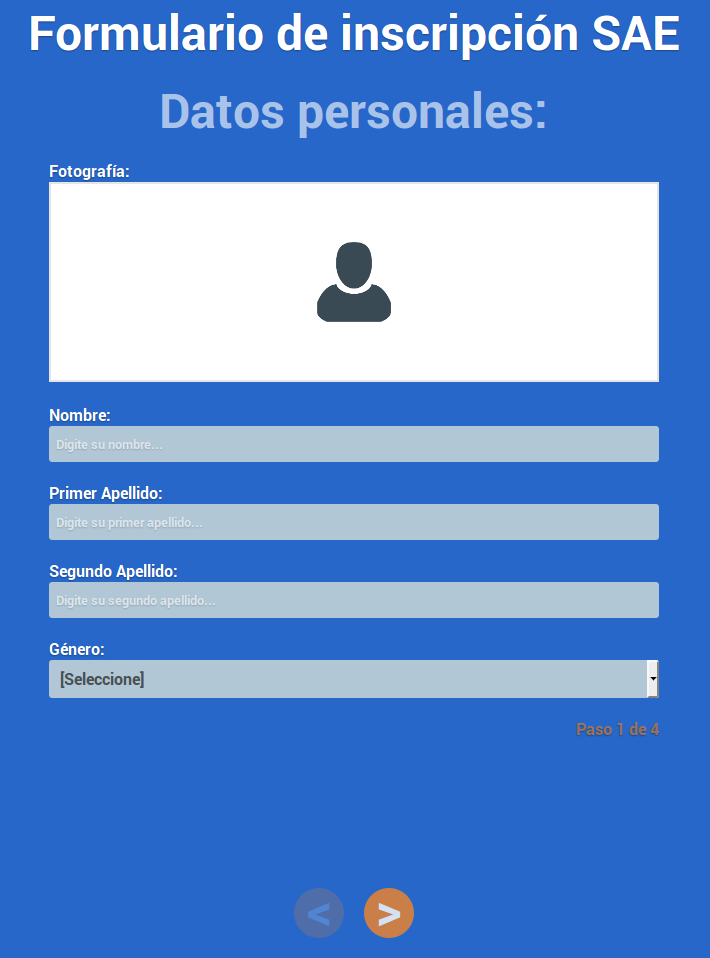 Formulario de inscripción SAE
Datos personales:
Fotografía:
Nombre:
Digite su nombre...
Primer Apellido:
Digite su primer apellido...
Segundo Apellido:
Digite su segundo apellido...
Género:
[Seleccione]
Paso 1 de 4
< >